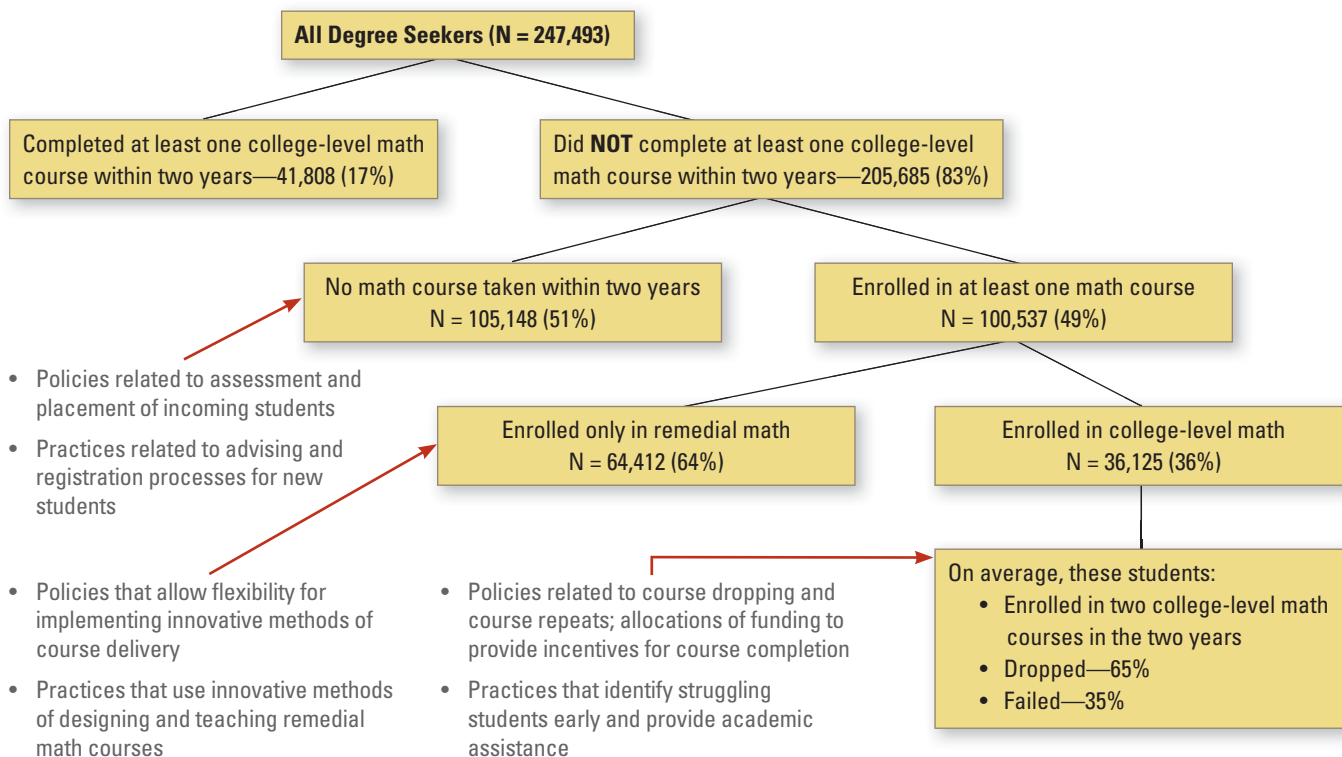 All Degree Seekers (N = 247,493)
Completed at least one college-level math
course within two years—41,808 (17%)
Did NOT complete at least one college-level
math course within two years—205,685 (83%)
No math course taken within two years
N = 105,148 (51%)
Enrolled in at least one math course
N = 100,537 (49%)
• Policies related to assessment and
placement of incoming students
• Practices related to advising and
registration processes for new
students
Enrolled only in remedial math
N = 64,412 (64%)
Enrolled in college-level math
N = 36,125 (36%)
• Policies that allow flexibility for
implementing innovative methods of
course delivery
• Practices that use innovative methods
of designing and teaching remedial
math courses
• Policies related to course dropping and
course repeats; allocations of funding to
provide incentives for course completion
• Practices that identify struggling
students early and provide academic
assistance
On average, these students:
• Enrolled in two college-level math
courses in the two years
• Dropped—65%
• Failed—35%